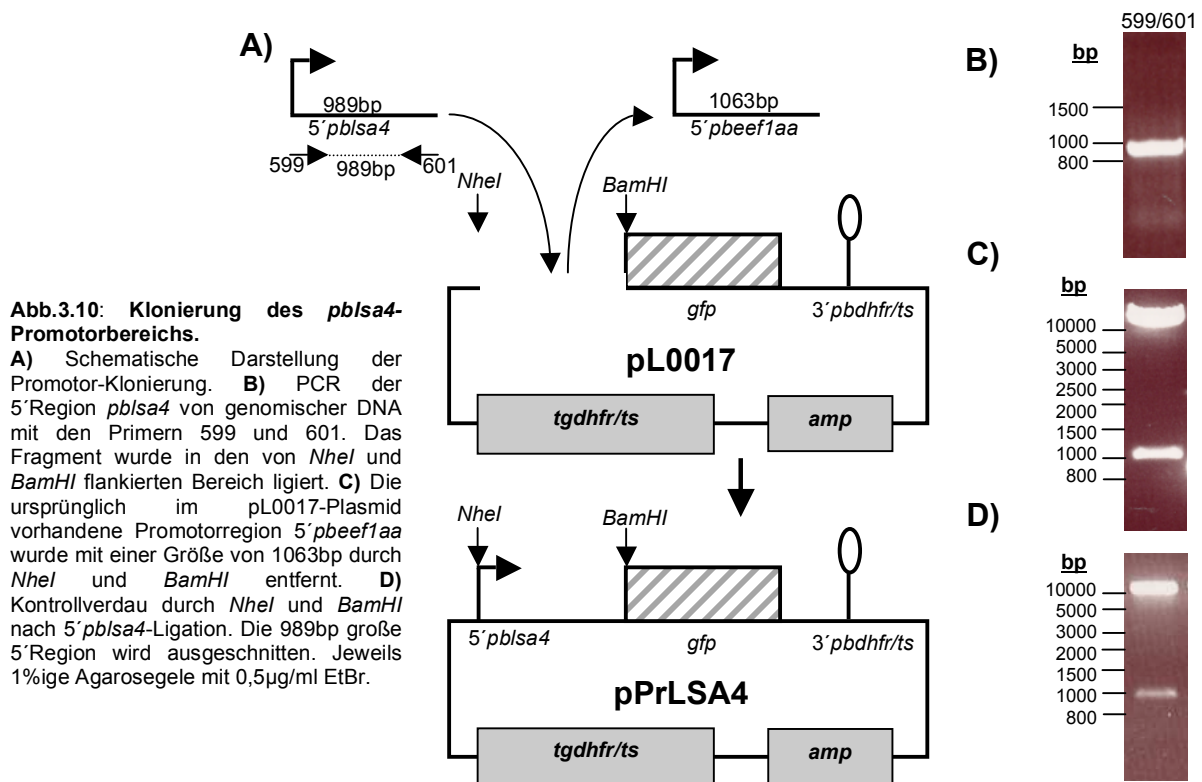 A)
989bp
5´pblsa4
599
989bp
601
1063bp
5´pbeef1aa
NheI
BamHI
gfp
3´pbdhfr/ts
pL0017
tgdhfr/ts
amp
NheI
BamHI
5´pblsa4
gfp
3´pbdhfr/ts
pPrLSA4
tgdhfr/ts
amp
Abb.3.10: Klonierung des pblsa4-
Promotorbereichs.
A) Schematische Darstellung der
Promotor-Klonierung. B) PCR der
5´Region pblsa4 von genomischer DNA
mit den Primern 599 und 601. Das
Fragment wurde in den von NheI und
BamHI flankierten Bereich ligiert. C) Die
ursprünglich im pL0017-Plasmid
vorhandene Promotorregion 5´pbeef1aa
wurde mit einer Größe von 1063bp durch
NheI und BamHI entfernt. D)
Kontrollverdau durch NheI und BamHI
nach 5´pblsa4-Ligation. Die 989bp große
5´Region wird ausgeschnitten. Jeweils
1%ige Agarosegele mit 0,5µg/ml EtBr.
B)
599/601
bp
1500
1000
800
C)
bp
10000
5000
3000
2500
2000
1500
1000
800
D)
bp
10000
5000
3000
2000
1500
1000
800